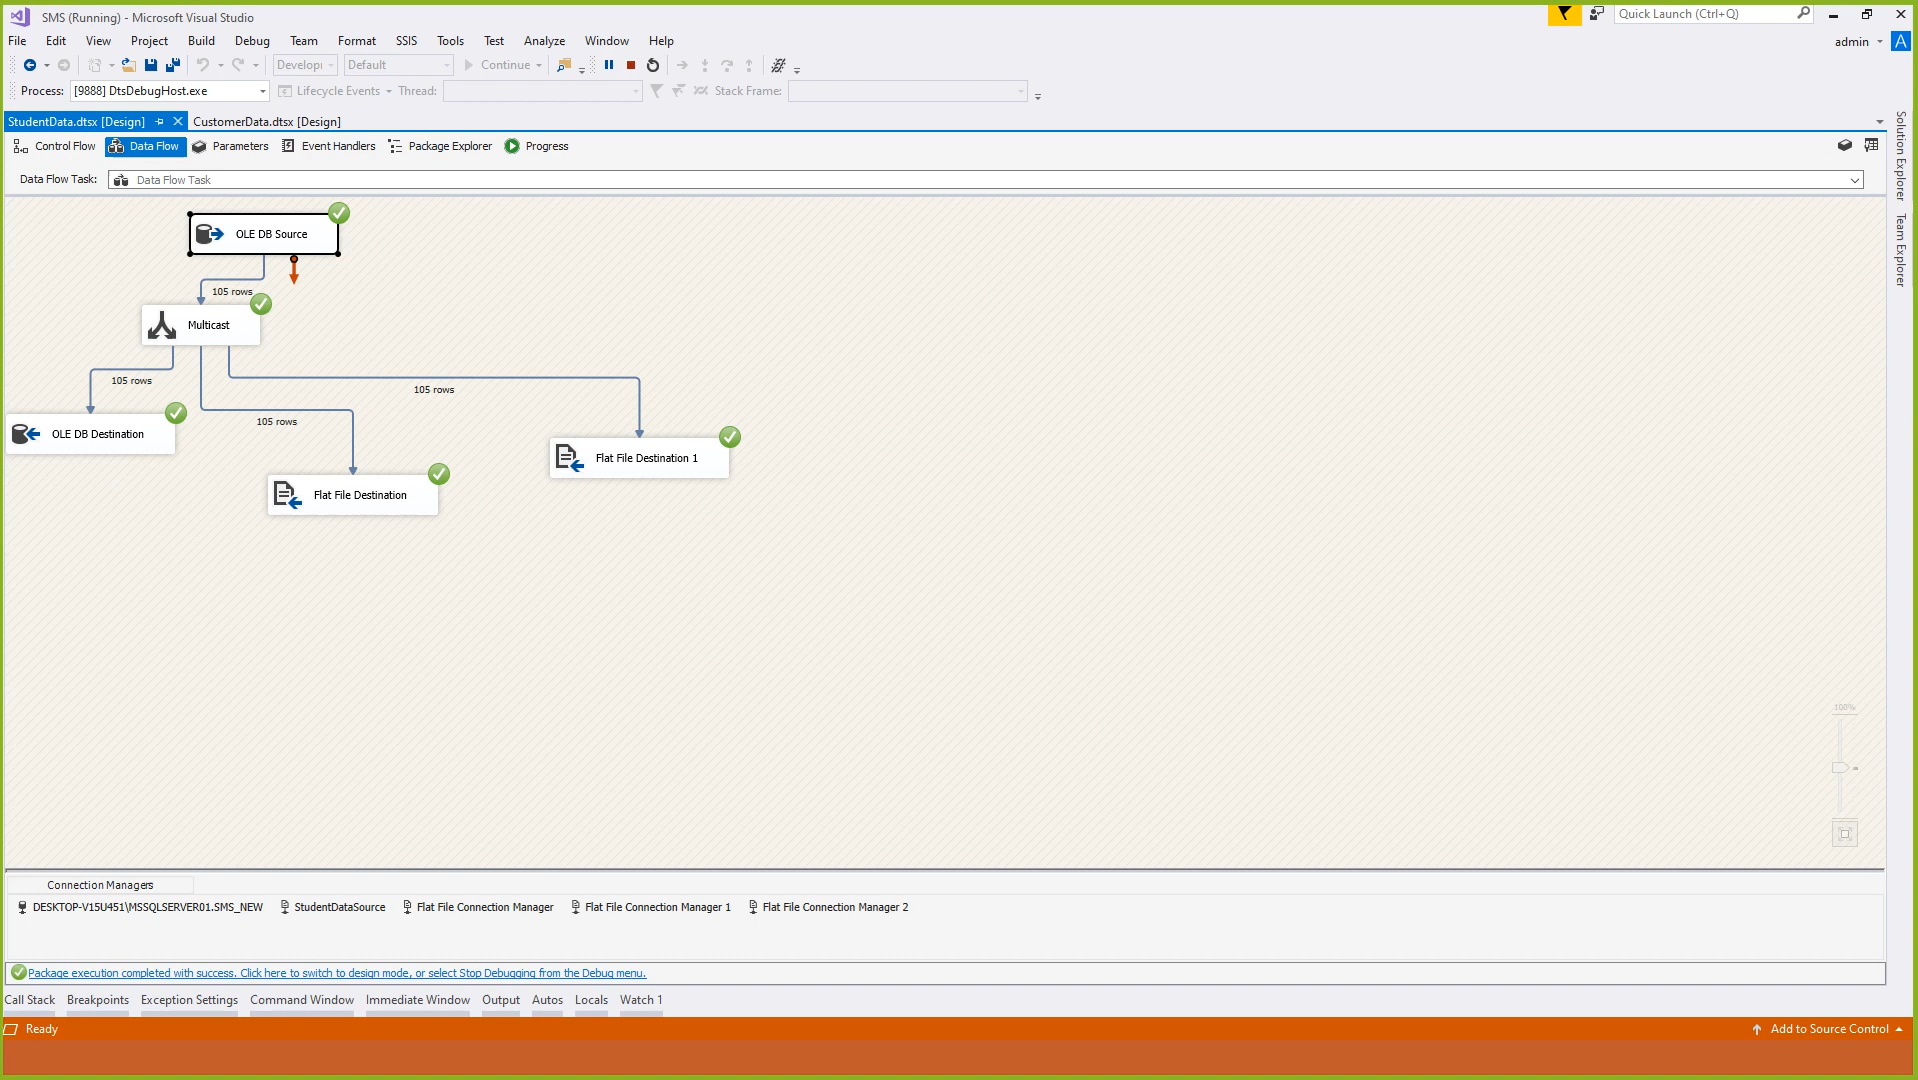 SMS (Running) - Microsoft Visual Studio
Quick Launch (Ctrl+Q)
File Edit View Project Build Debug Team Format SSIS Tools Test Analyze Window Help
admin A
Develop Default Continue
Process: [9888] DtsDebugHost.exe Lifecycle Events Thread: Stack Frame:
StudentData.dtsx [Design] CustomerData.dtsx [Design]
Control Flow Data Flow Parameters Event Handlers Package Explorer Progress
Data Flow Task: Data Flow Task
Solution Explorer
Team Explorer
OLE DB Source
105 rows
Multicast
105 rows
105 rows
105 rows
OLE DB Destination
Flat File Destination 1
Flat File Destination
100%
Connection Managers
DESKTOP-V15U451\MSSQLSERVER01.SMS_NEW StudentDataSource Flat File Connection Manager Flat File Connection Manager 1 Flat File Connection Manager 2
Package execution completed with success. Click here to switch to design mode, or select Stop Debugging from the Debug menu.
Call Stack Breakpoints Exception Settings Command Window Immediate Window Output Autos Locals Watch 1
Ready
Add to Source Control